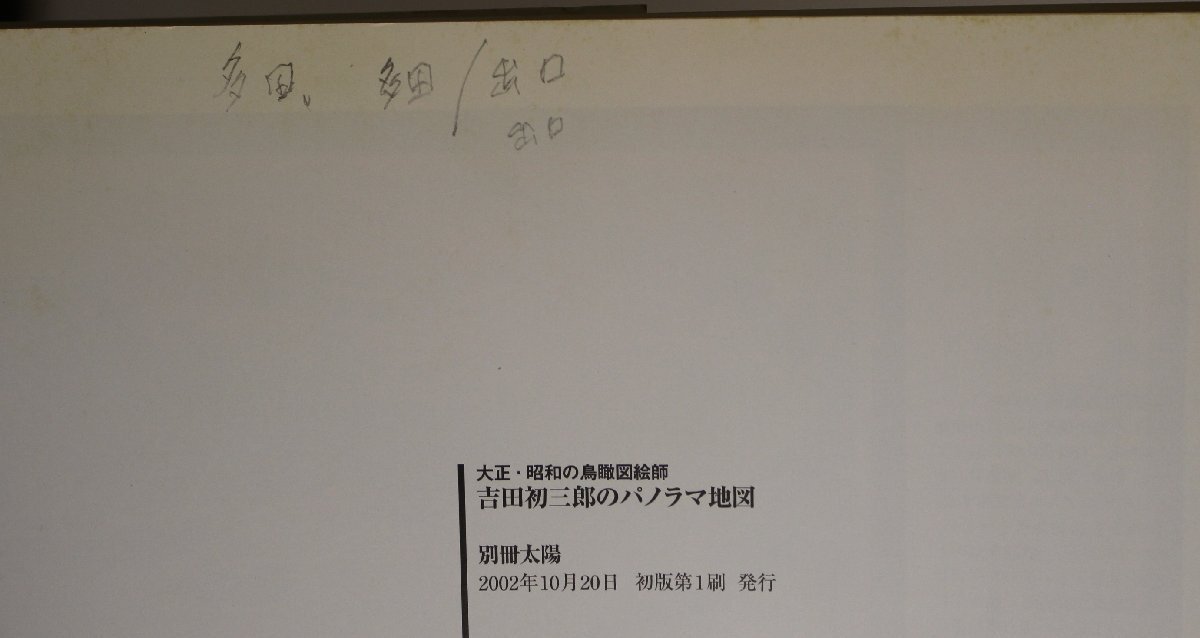 多田、 多田/出口
出口
大正・昭和の鳥瞰図絵師
吉田初三郎のパノラマ地図
別冊太陽
2002年10月20日 初版第1刷 発行